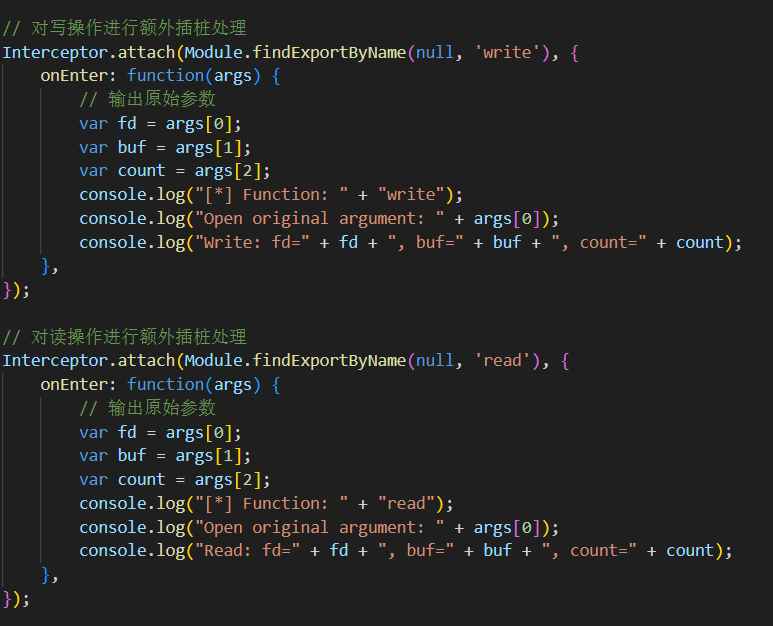 // 对写操作进行额外插桩处理
Interceptor.attach(Module.findExportByName(null, 'write'), {
    onEnter: function(args) {
        // 输出原始参数
        var fd = args[0];
        var buf = args[1];
        var count = args[2];
        console.log("[*] Function: " + "write");
        console.log("Open original argument: " + args[0]);
        console.log("Write: fd=" + fd + ", buf=" + buf + ", count=" + count);
    },
});
// 对读操作进行额外插桩处理
Interceptor.attach(Module.findExportByName(null, 'read'), {
    onEnter: function(args) {
        // 输出原始参数
        var fd = args[0];
        var buf = args[1];
        var count = args[2];
        console.log("[*] Function: " + "read");
        console.log("Open original argument: " + args[0]);
        console.log("Read: fd=" + fd + ", buf=" + buf + ", count=" + count);
    },
});